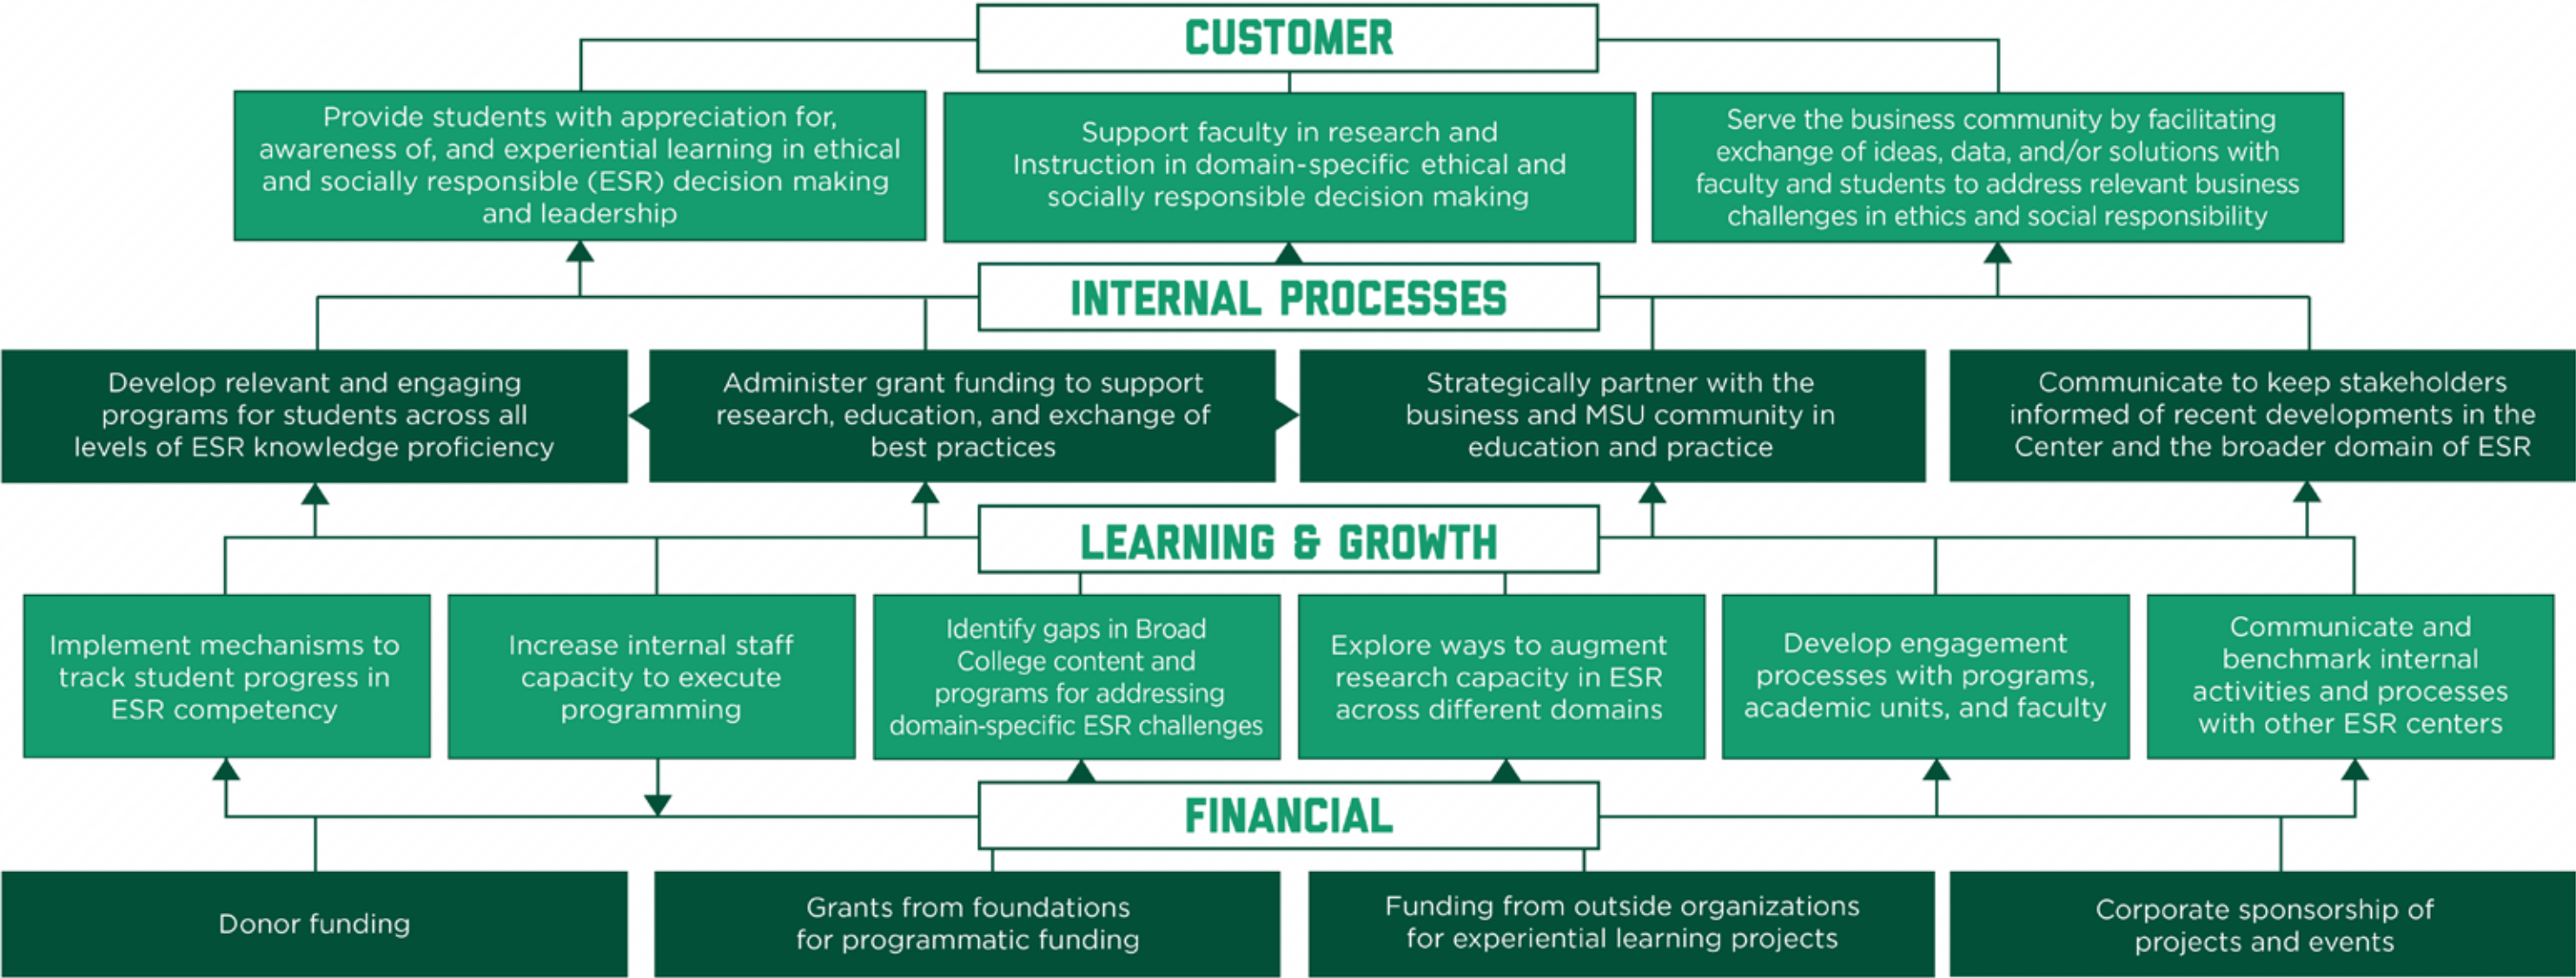 CUSTOMER
Provide students with appreciation for,
awareness of, and experiential learning in ethical
and socially responsible (ESR) decision making
and leadership
Support faculty in research and
Instruction in domain-specific ethical and
socially responsible decision making
Serve the business community by facilitating
exchange of ideas, data, and/or solutions with
faculty and students to address relevant business
challenges in ethics and social responsibility
INTERNAL PROCESSES
Develop relevant and engaging
programs for students across all
levels of ESR knowledge proficiency
Administer grant funding to support
research, education, and exchange of
best practices
Strategically partner with the
business and MSU community in
education and practice
Communicate to keep stakeholders
informed of recent developments in the
Center and the broader domain of ESR
LEARNING & GROWTH
Implement mechanisms to
track student progress in
ESR competency
Increase internal staff
capacity to execute
programming
Identify gaps in Broad
College content and
programs for addressing
domain-specific ESR challenges
Explore ways to augment
research capacity in ESR
across different domains
Develop engagement
processes with programs,
academic units, and faculty
Communicate and
benchmark internal
activities and processes
with other ESR centers
FINANCIAL
Donor funding
Grants from foundations
for programmatic funding
Funding from outside organizations
for experiential learning projects
Corporate sponsorship of
projects and events